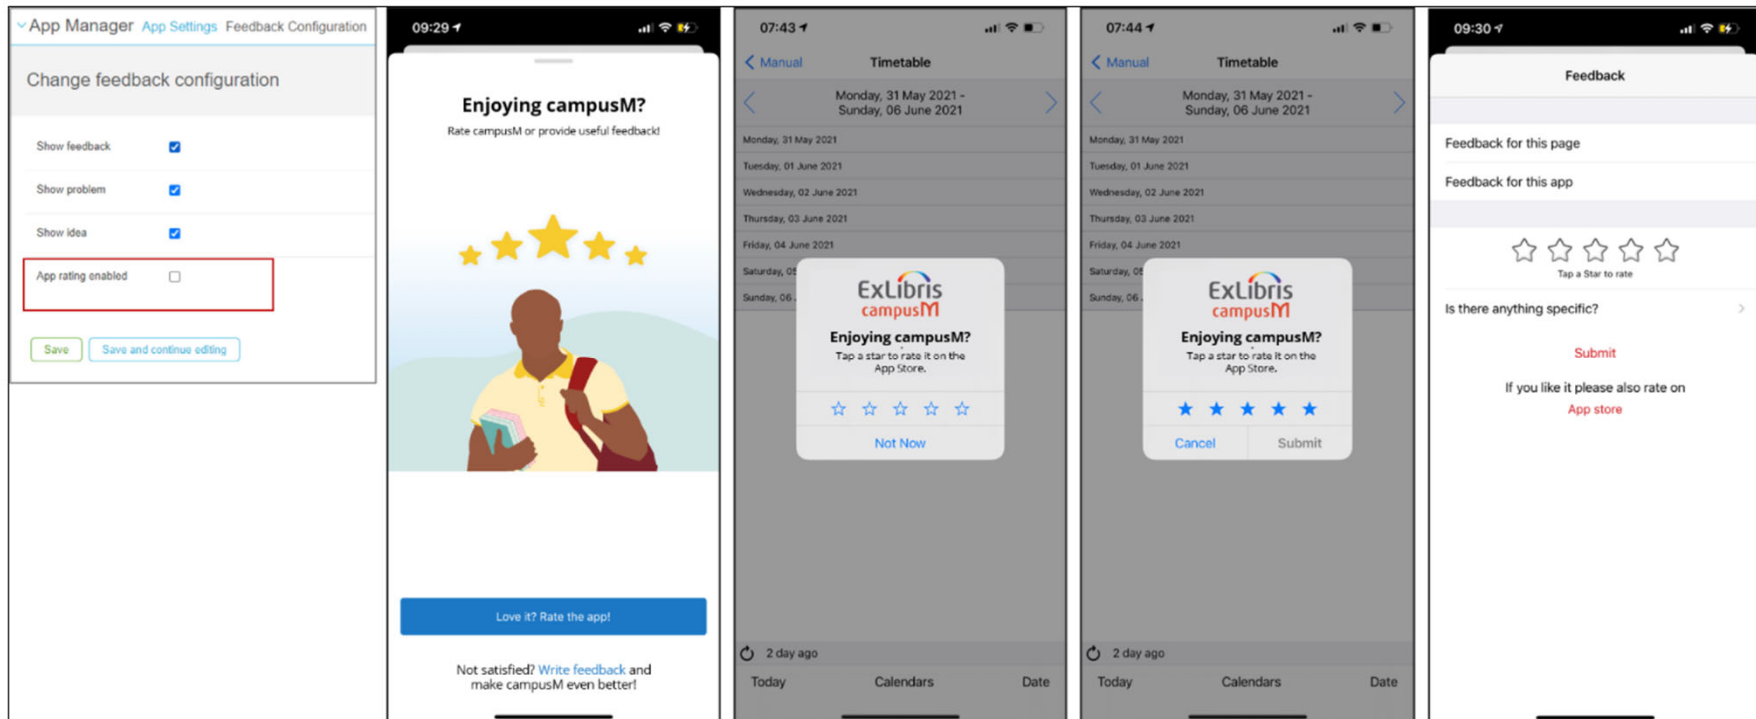 App Manager App Settings Feedback Configuration
Change feedback configuration
Show feedback
Show problem
Show idea
App rating enabled
Save
Save and continue editing
09:29
Enjoying campusM?
Rate campusM or provide useful feedback!
Love it? Rate the app!
Not satisfied? Write feedback and
make campusM even better!
07:43
Manual
Timetable
Monday, 31 May 2021 -
Sunday, 06 June 2021
Monday, 31 May 2021
Tuesday, 01 June 2021
Wednesday, 02 June 2021
Thursday, 03 June 2021
Friday, 04 June 2021
Saturday, 05
Sunday, 06
ExLibris
campusM
Enjoying campusM?
Tap a star to rate it on the
App Store.
Not Now
2 day ago
Today Calendars Date
07:44
Manual
Timetable
Monday, 31 May 2021 -
Sunday, 06 June 2021
Monday, 31 May 2021
Tuesday, 01 June 2021
Wednesday, 02 June 2021
Thursday, 03 June 2021
Friday, 04 June 2021
Saturday, 05
Sunday, 06
ExLibris
campusM
Enjoying campusM?
Tap a star to rate it on the
App Store.
Cancel Submit
2 day ago
Today Calendars Date
09:30
Feedback
Feedback for this page
Feedback for this app
Tap a Star to rate
Is there anything specific?
Submit
If you like it please also rate on
App store